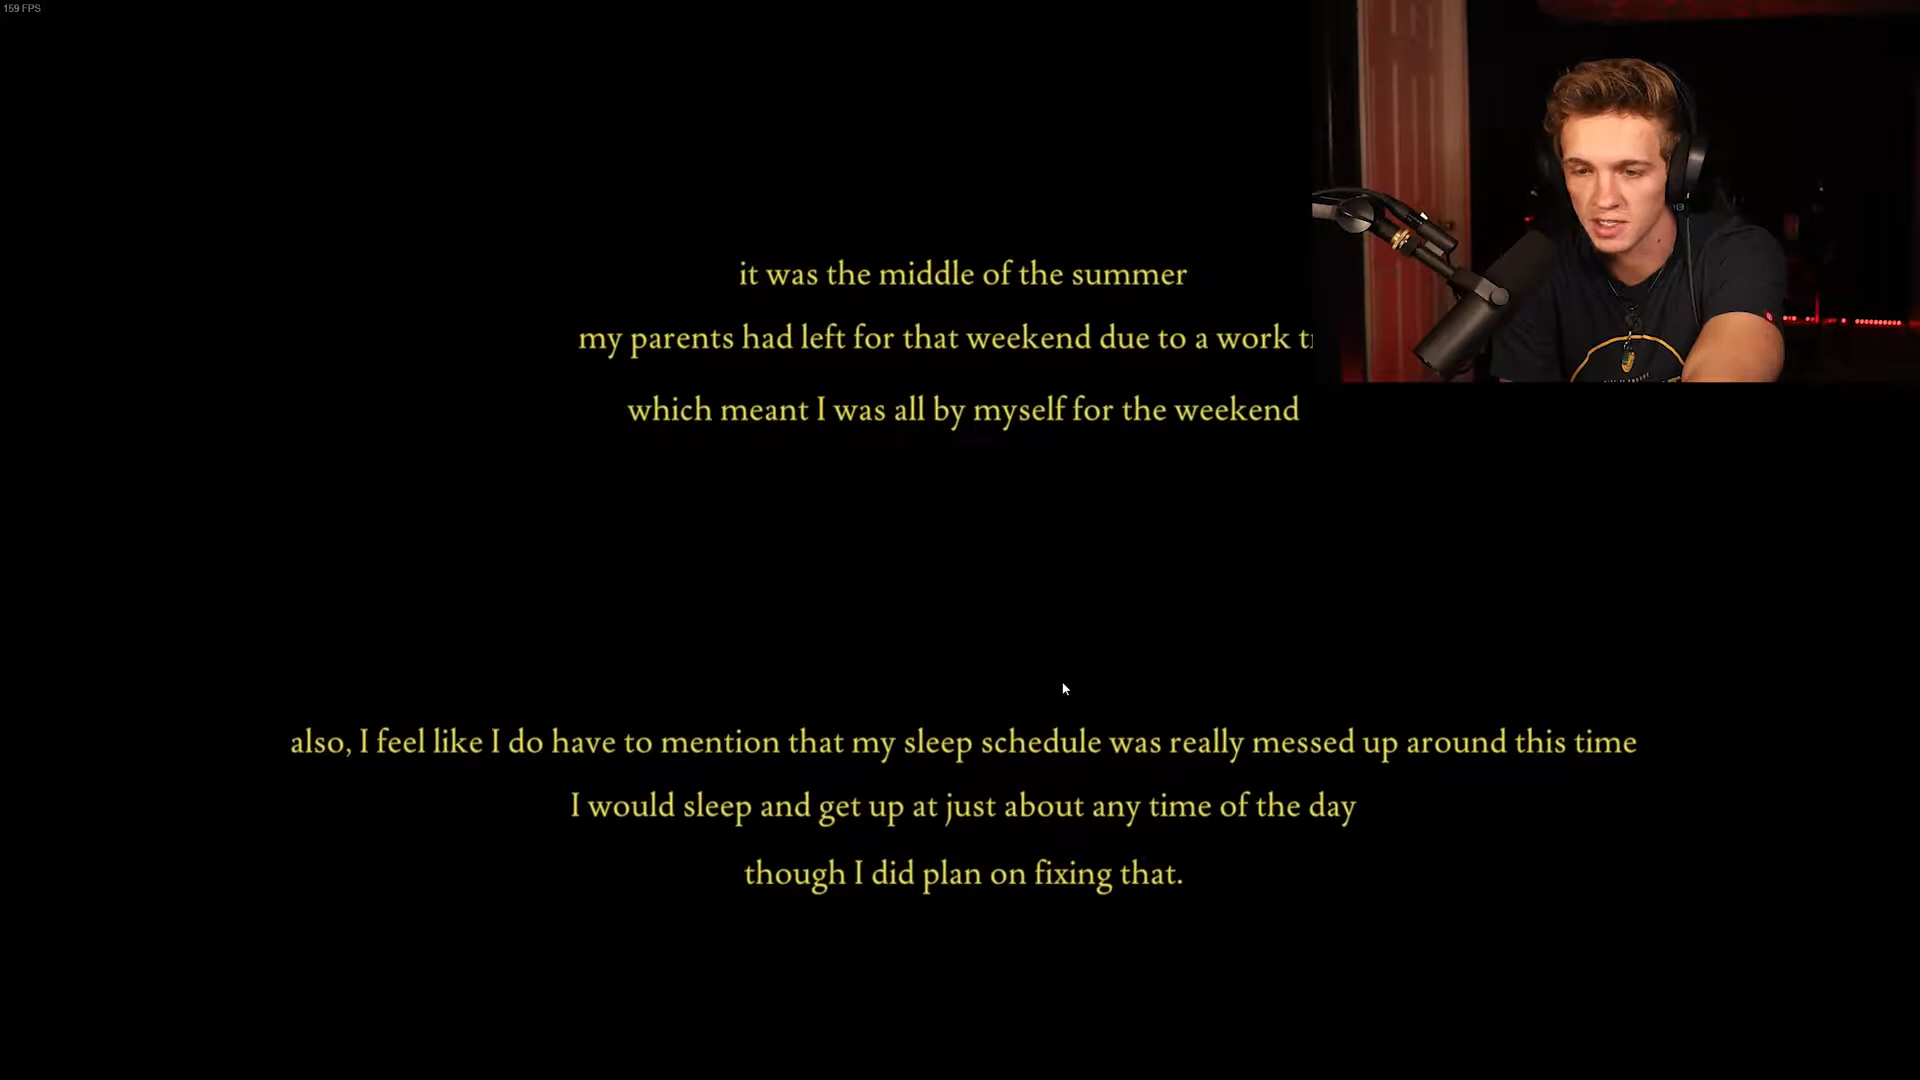 159 FPS
it was the middle of the summer
my parents had left for that weekend due to a work
which meant I was all by myself for the weekend
also, I feel like I do have to mention that my sleep schedule was really messed up around this time
I would sleep and get up at just about any time of the day
though I did plan on fixing that.